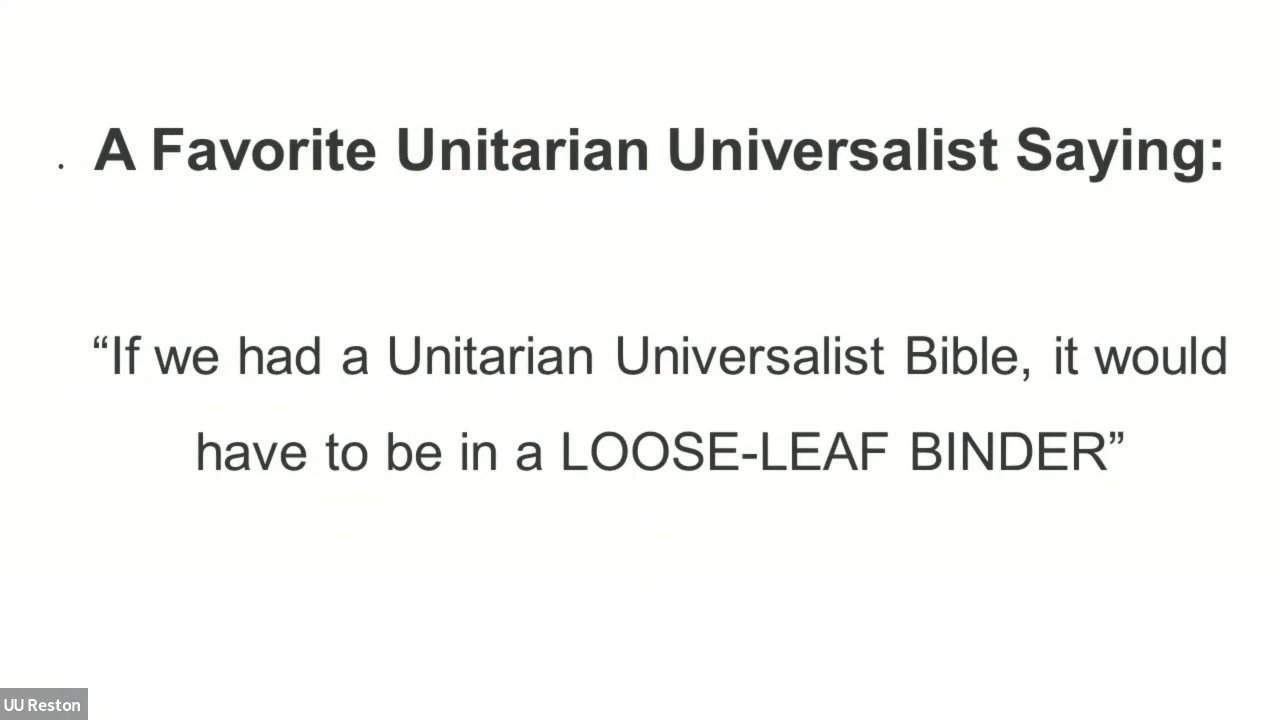 . A Favorite Unitarian Universalist Saying:
“If we had a Unitarian Universalist Bible, it would
have to be in a LOOSE-LEAF BINDER”
UU Reston